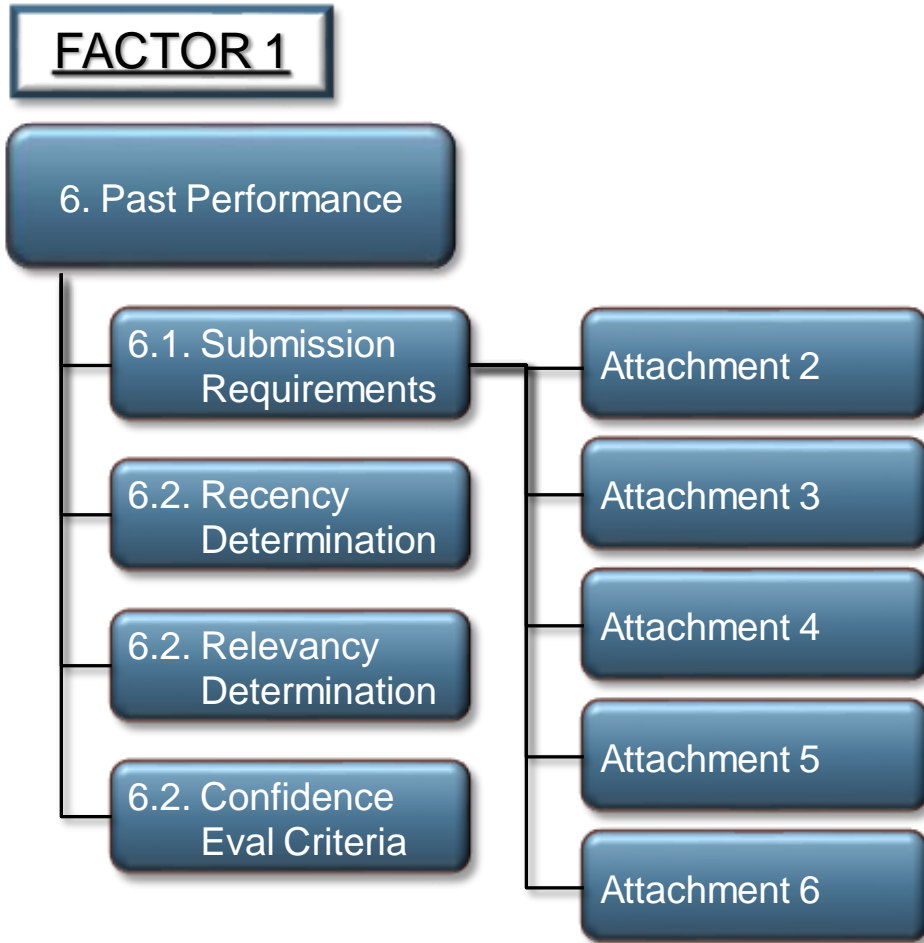 FACTOR 1
6. Past Performance
6.1. Submission
Requirements
6.2. Recency
Determination
6.2. Relevancy
Determination
6.2. Confidence
Eval Criteria
Attachment 2
Attachment 3
Attachment 4
Attachment 5
Attachment 6